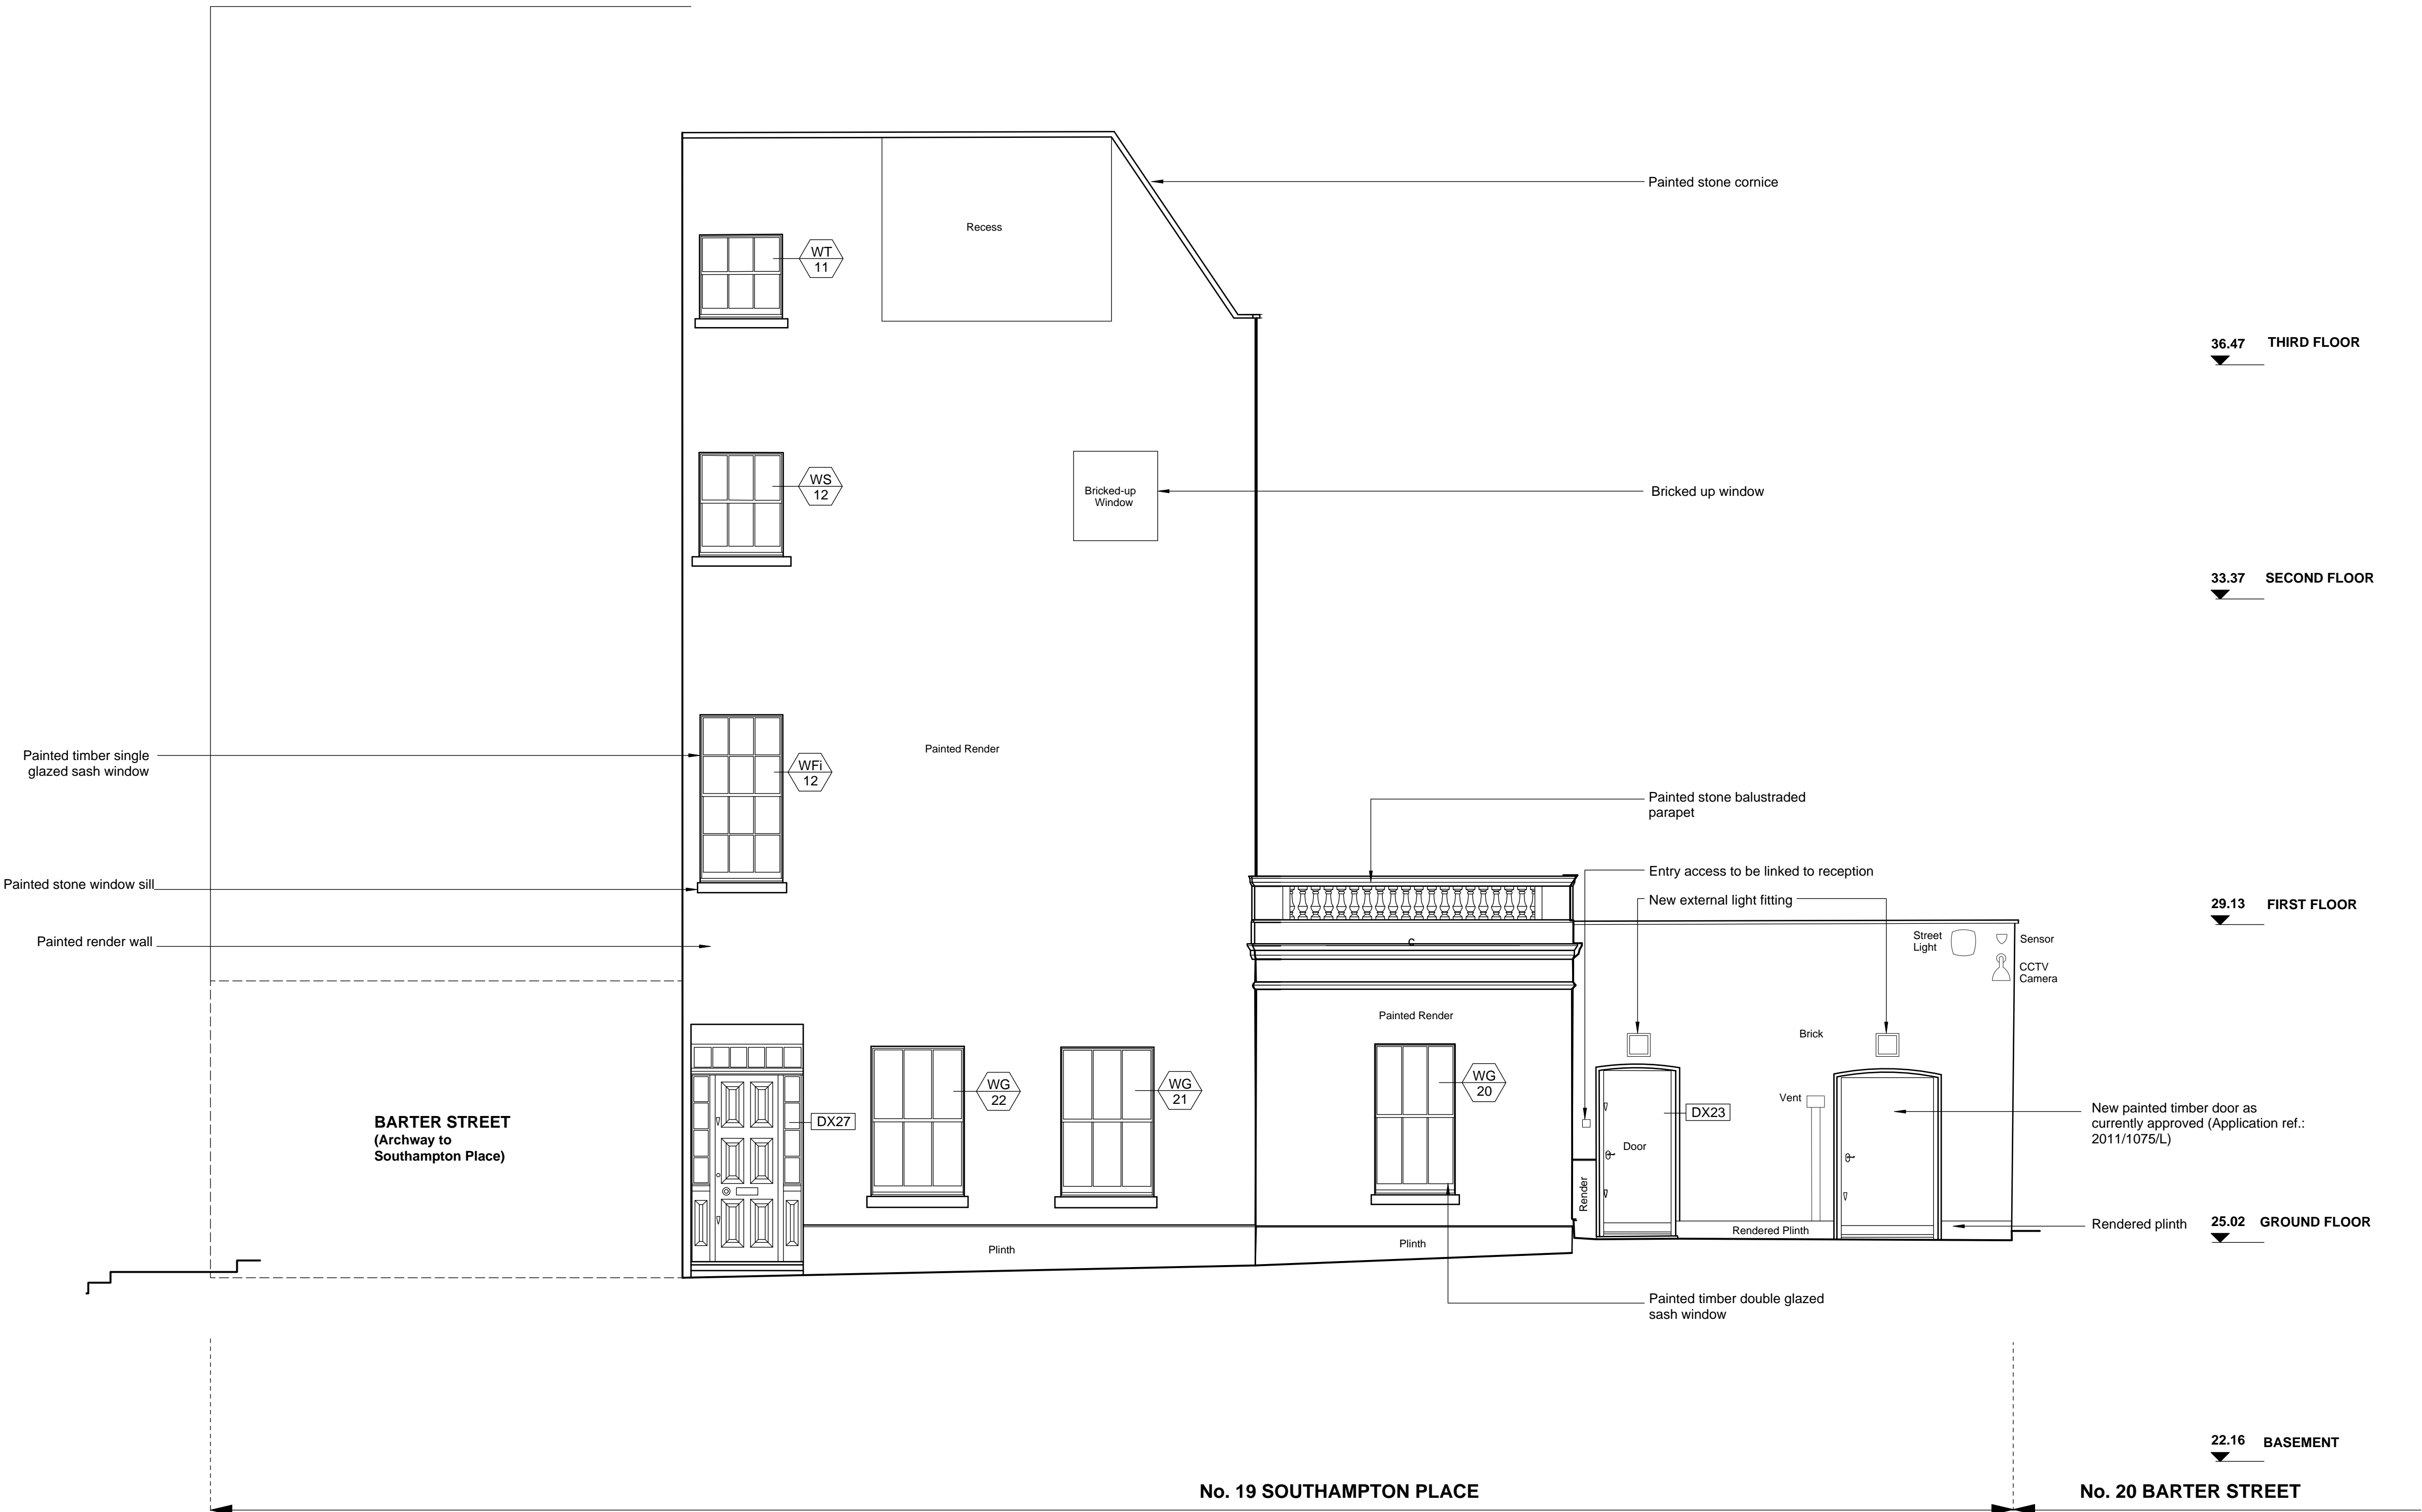 Painted stone cornice
Recess
WT
11
36.47 THIRD FLOOR
WS
12
Bricked-up
Window
Bricked up window
33.37 SECOND FLOOR
Painted timber single
glazed sash window
Painted Render
WFi
12
Painted stone balustraded
parapet
Painted stone window sill
Entry access to be linked to reception
New external light fitting
29.13 FIRST FLOOR
Painted render wall
C
Street
Light
Sensor
CCTV
Camera
Painted Render
Brick
BARTER STREET
(Archway to
Southampton Place)
DX27
WG
22
WG
21
WG
20
Door
DX23
Vent
New painted timber door as
currently approved (Application ref.:
2011/1075/L)
Render
Rendered Plinth
Rendered plinth
25.02 GROUND FLOOR
Plinth
Plinth
Painted timber double glazed
sash window
22.16 BASEMENT
No. 19 SOUTHAMPTON PLACE
No. 20 BARTER STREET